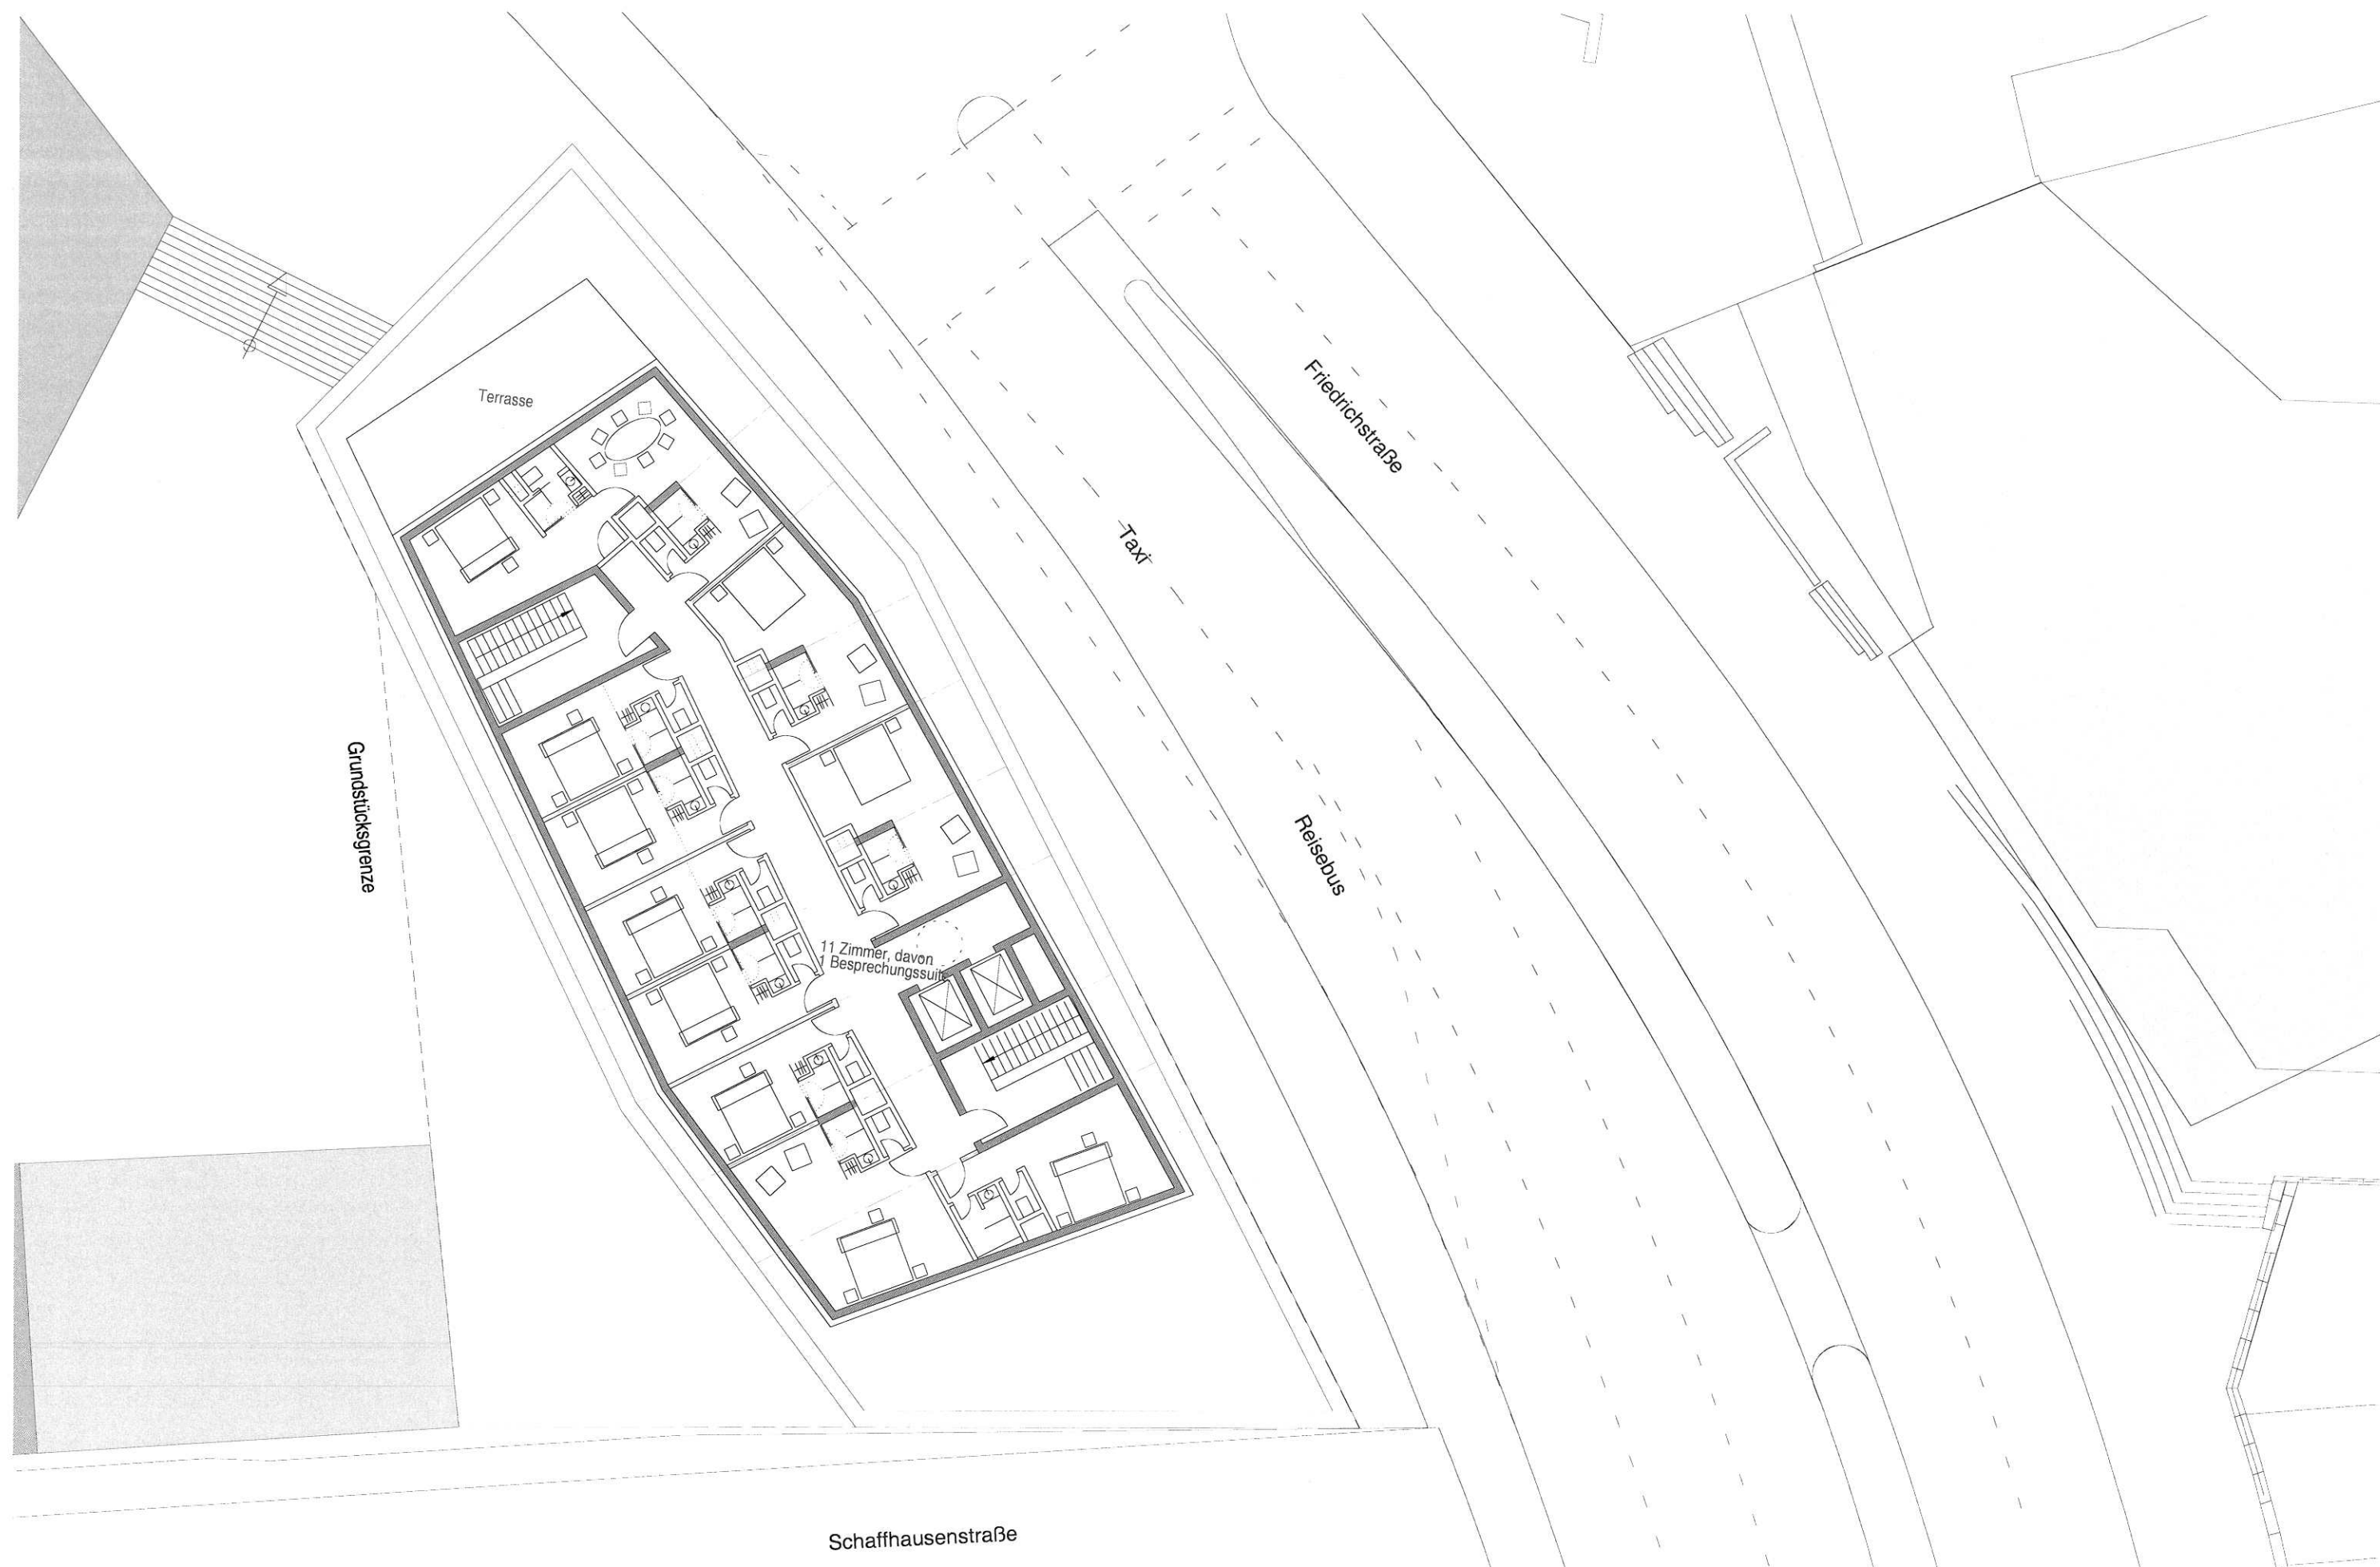 Terrasse
Friedrichstraße
Taxi
Grundstücksgrenze
Reisebus
11 Zimmer, davon
1 Besprechungssuite
Schaffhausenstraße